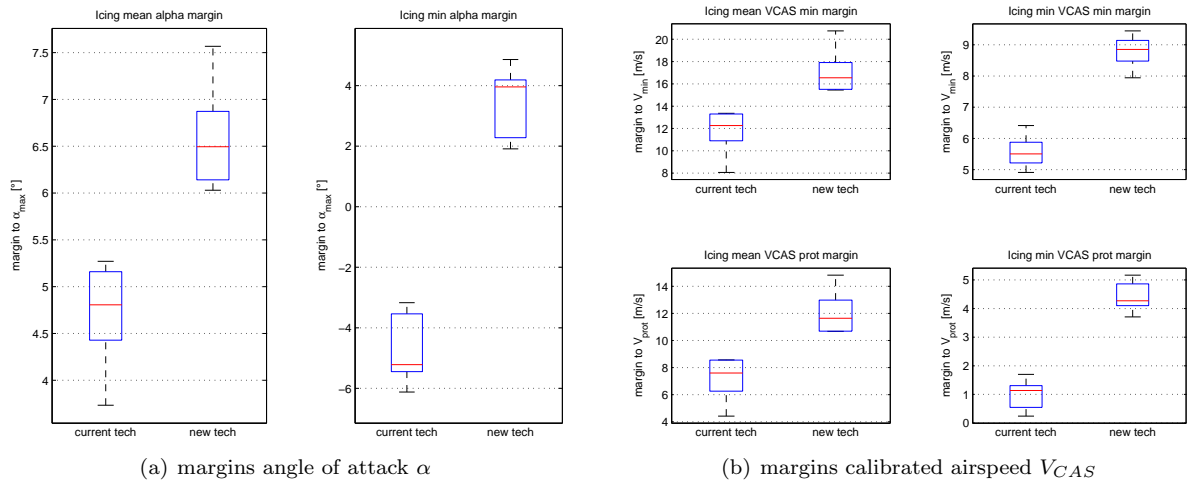 Icing mean alpha margin
7.5
7
6.5
6
5.5
5
4.5
4
margin to α_max [°]
current tech
new tech
Icing min alpha margin
4
2
0
−2
−4
−6
margin to α_max [°]
current tech
new tech
(a) margins angle of attack α
Icing mean VCAS min margin
20
18
16
14
12
10
8
margin to V_min [m/s]
current tech
new tech
Icing min VCAS min margin
9
8
7
6
5
margin to V_min [m/s]
current tech
new tech
Icing mean VCAS prot margin
14
12
10
8
6
4
margin to V_prot [m/s]
current tech
new tech
Icing min VCAS prot margin
5
4
3
2
1
0
margin to V_prot [m/s]
current tech
new tech
(b) margins calibrated airspeed V_CAS